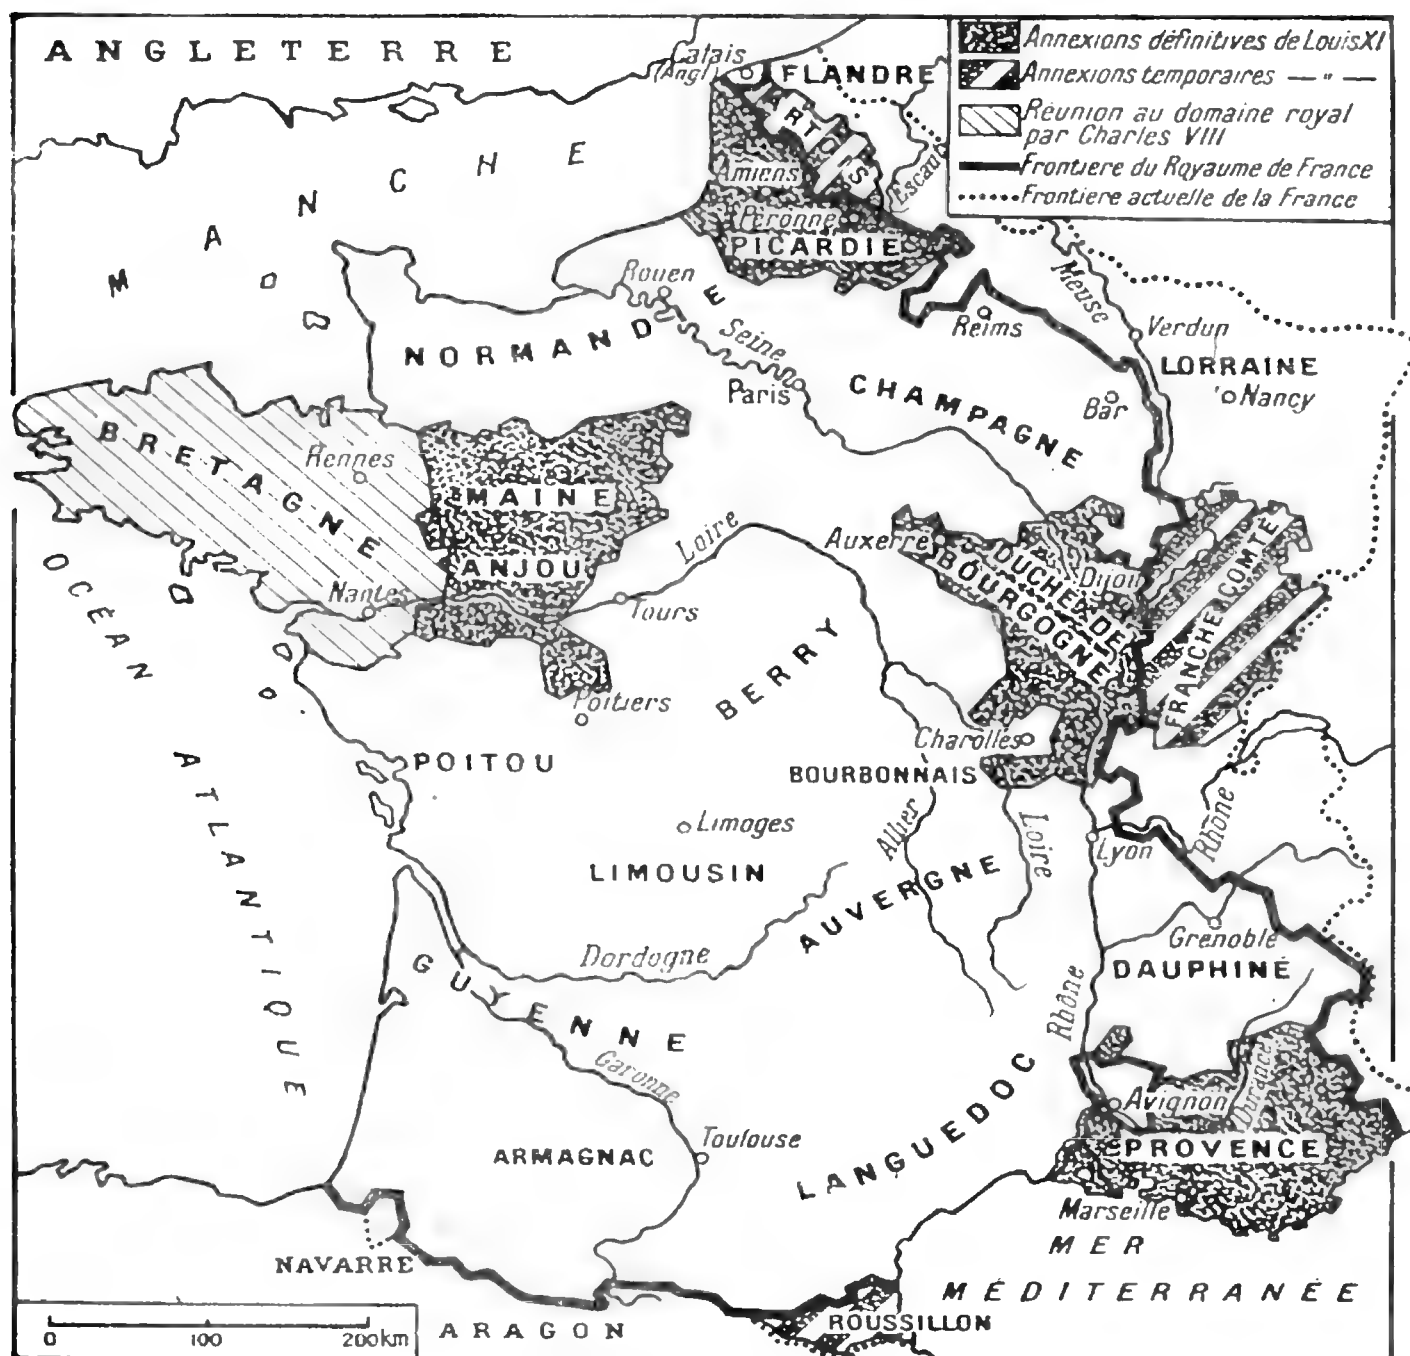 ANGLETERRE
Calais
(Angl)
FLANDRE
ARTOIS
Escaut
Annexions définitives de Louis XI
Annexions temporaires — " —
Réunion au domaine royal
par Charles VIII
Frontière du Royaume de France
Frontière actuelle de la France
MANCHE
Amiens
Péronne
PICARDIE
Rouen
NORMANDIE
Seine
Paris
Reims
Meuse
Verdun
LORRAINE
Nancy
Bar
CHAMPAGNE
BRETAGNE
Rennes
Nantes
MAINE
ANJOU
Loire
Tours
Auxerre
DUCHÉ DE
BOURGOGNE
Dijon
FRANCHE COMTÉ
OCÉAN ATLANTIQUE
BERRY
Poitiers
POITOU
Charolles
BOURBONNAIS
Limoges
LIMOUSIN
Allier
Loire
AUVERGNE
Lyon
Rhône
Grenoble
DAUPHINÉ
Dordogne
GUYENNE
Garonne
Rhône
Durance
Avignon
PROVENCE
Marseille
LANGUEDOC
Toulouse
ARMAGNAC
NAVARRE
MER
MÉDITERRANÉE
ROUSSILLON
ARAGON
0 100 200 km